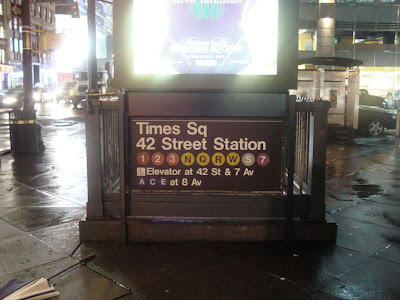 Times Sq
42 Street Station
1 2 3 N Q R W S 7
Elevator at 42 St & 7 Av
A C E at 8 Av